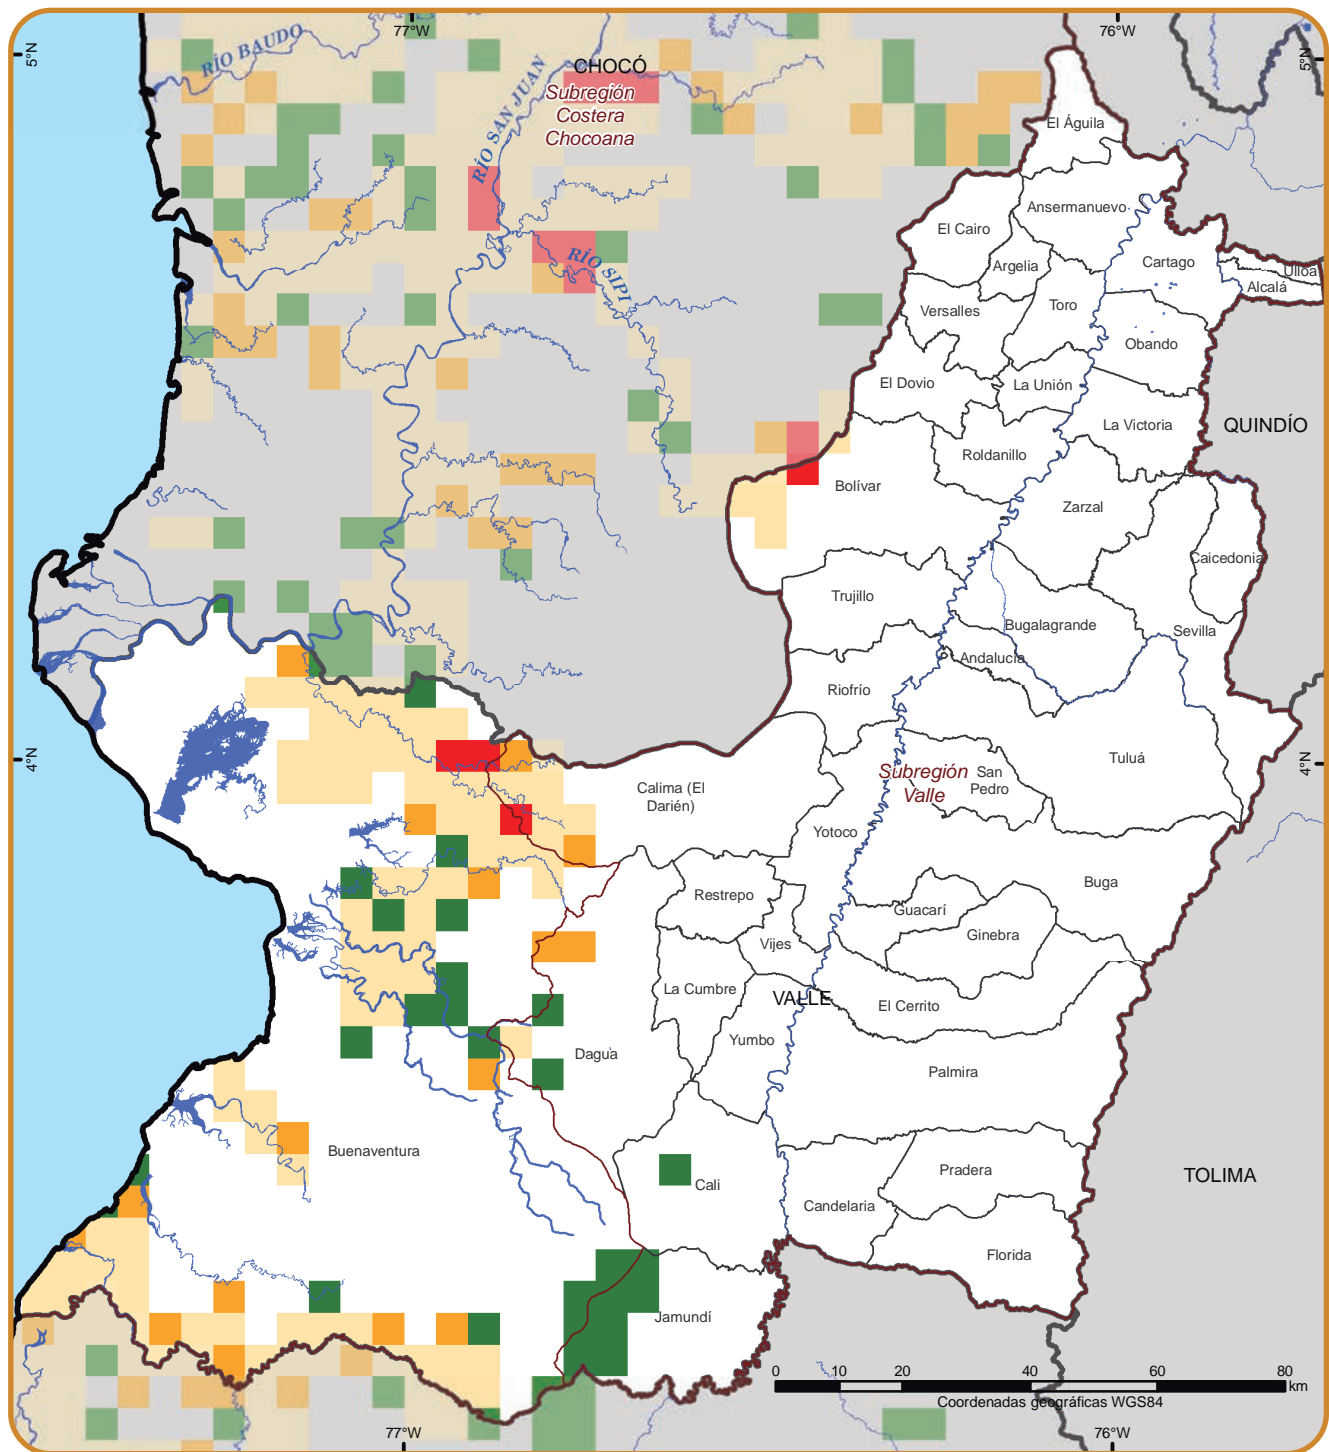 77°W
76°W
5°N
5°N
RÍO BAUDO
CHOCÓ
RÍO SAN JUAN
Subregión
Costera
Chocoana
El Águila
Ansermanuevo
El Cairo
RÍO SIPI
Argelia
Cartago
Ulloa
Alcalá
Versalles
Toro
Obando
El Dovio
La Unión
La Victoria
QUINDÍO
Roldanillo
Bolívar
Zarzal
Caicedonia
Trujillo
Bugalagrande
Sevilla
Andalucía
Riofrío
4°N
4°N
Tuluá
Subregión
Valle
San
Pedro
Calima (El
Darién)
Yotoco
Buga
Restrepo
Guacarí
Ginebra
Vijes
La Cumbre
VALLE
El Cerrito
Yumbo
Dagua
Palmira
Buenaventura
Pradera
TOLIMA
Cali
Candelaria
Florida
Jamundí
0 10 20 40 60 80
km
Coordenadas geográficas WGS84
77°W
76°W